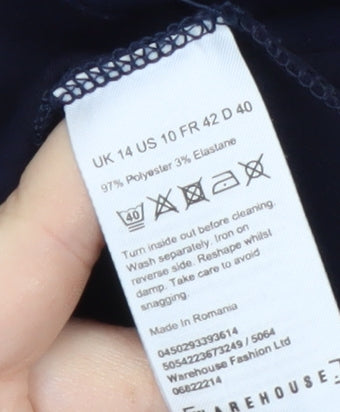 UK 14 US 10 FR 42 D 40
97% Polyester 3% Elastane
40
Turn inside out before cleaning.
Wash separately. Iron on
reverse side. Reshape whilst
damp. Take care to avoid
snagging.
Made in Romania
0450293393614
5054223673249 / 5064
Warehouse Fashion Ltd
06822214
WAREHOUSE